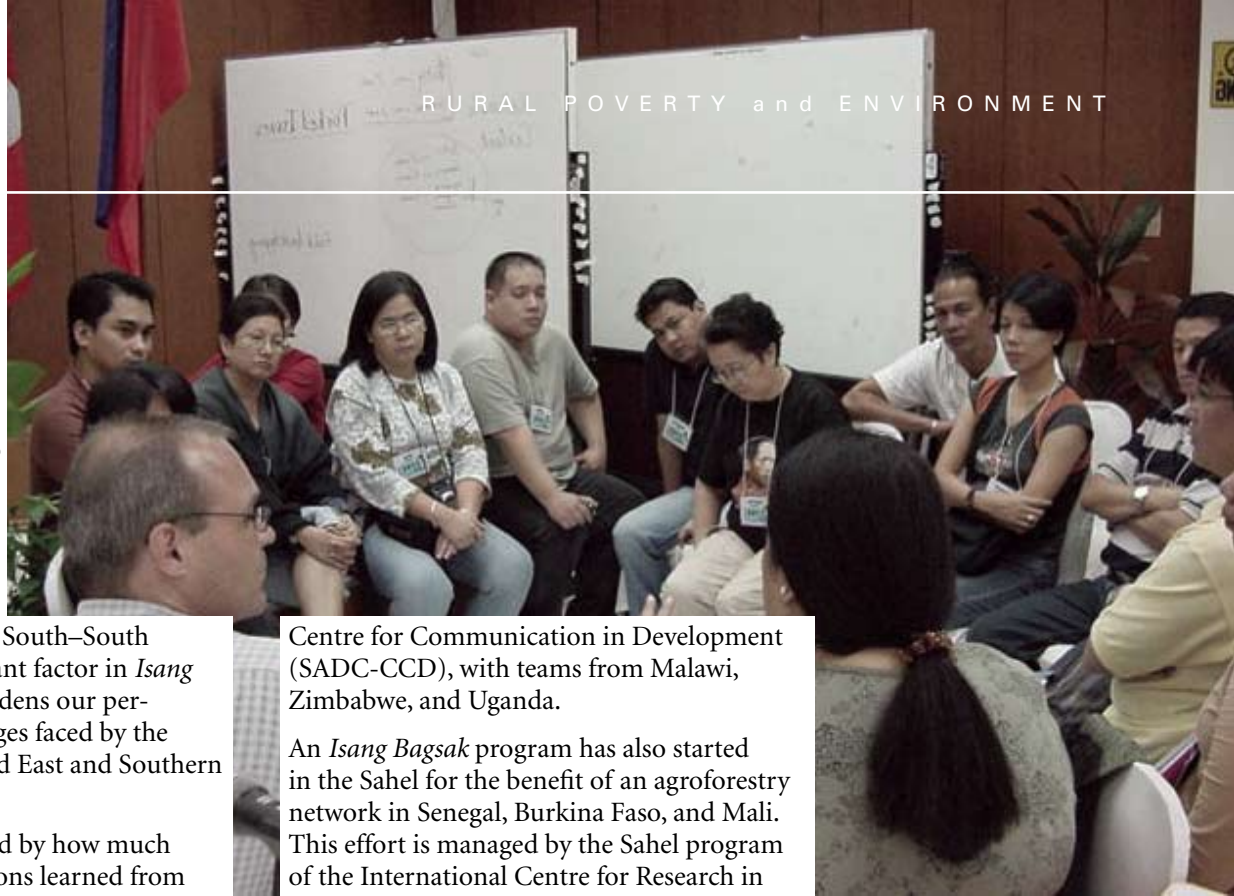 RURAL POVERTY and ENVIRONMENT
South–South
ant factor in Isang
dens our per-
ges faced by the
d East and Southern
d by how much
ons learned from
Centre for Communication in Development
(SADC-CCD), with teams from Malawi,
Zimbabwe, and Uganda.
An Isang Bagsak program has also started
in the Sahel for the benefit of an agroforestry
network in Senegal, Burkina Faso, and Mali.
This effort is managed by the Sahel program
of the International Centre for Research in